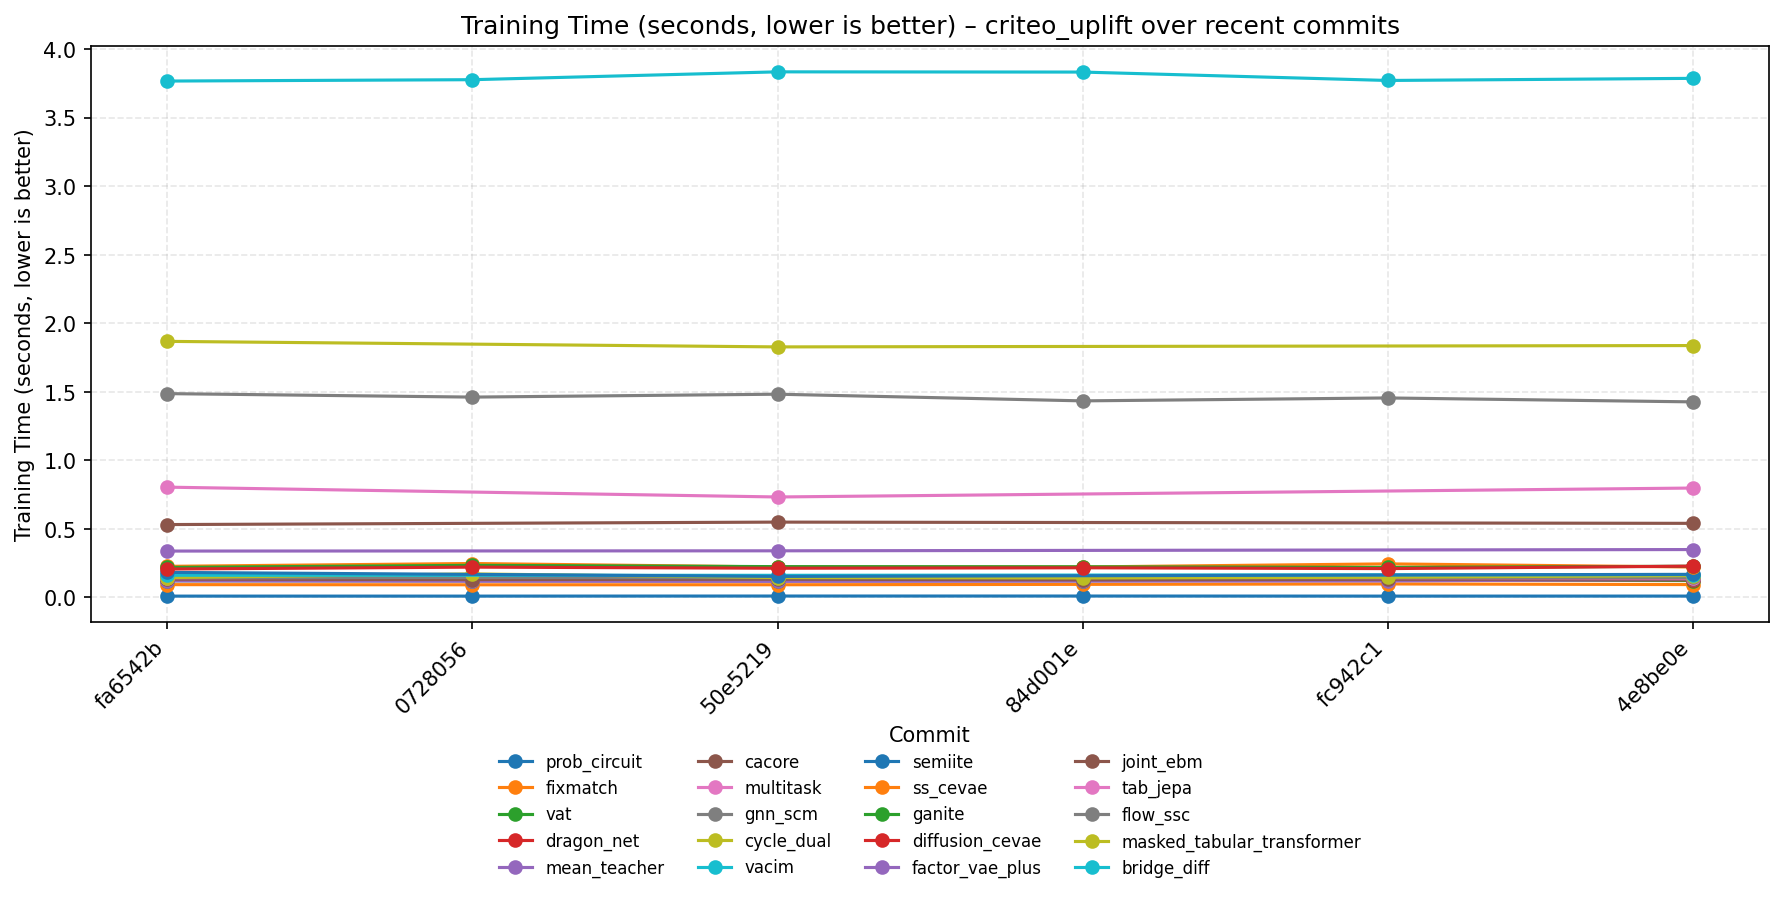 Training Time (seconds, lower is better) – criteo_uplift over recent commits
Training Time (seconds, lower is better)
4.0
3.5
3.0
2.5
2.0
1.5
1.0
0.5
0.0
fa6542b
0728056
50e5219
84d001e
fc942c1
4e8be0e
Commit
prob_circuit
fixmatch
vat
dragon_net
mean_teacher
cacore
multitask
gnn_scm
cycle_dual
vacim
semiite
ss_cevae
ganite
diffusion_cevae
factor_vae_plus
joint_ebm
tab_jepa
flow_ssc
masked_tabular_transformer
bridge_diff